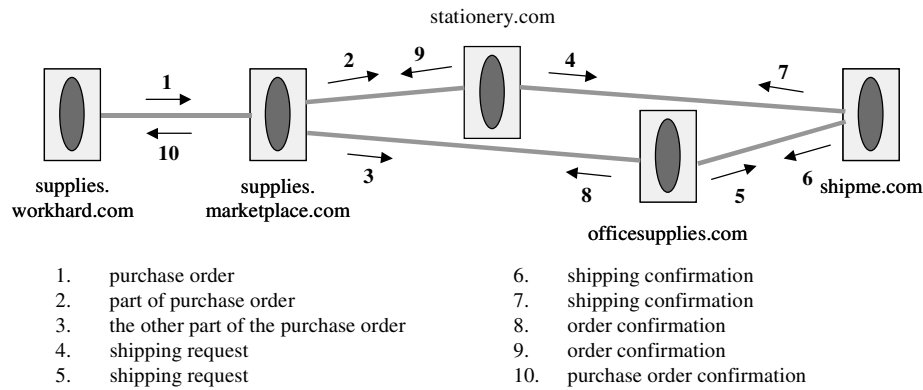 stationery.com
1
2
9
4
7
10
3
8
5
6
supplies.
workhard.com
supplies.
marketplace.com
shipme.com
officesupplies.com
1. purchase order
2. part of purchase order
3. the other part of the purchase order
4. shipping request
5. shipping request
6. shipping confirmation
7. shipping confirmation
8. order confirmation
9. order confirmation
10. purchase order confirmation